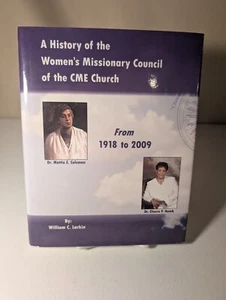 A History of the
Women's Missionary Council
of the CME Church
From
1918 to 2009
Dr. Mattie E. Coleman
By:
William C. Larkin